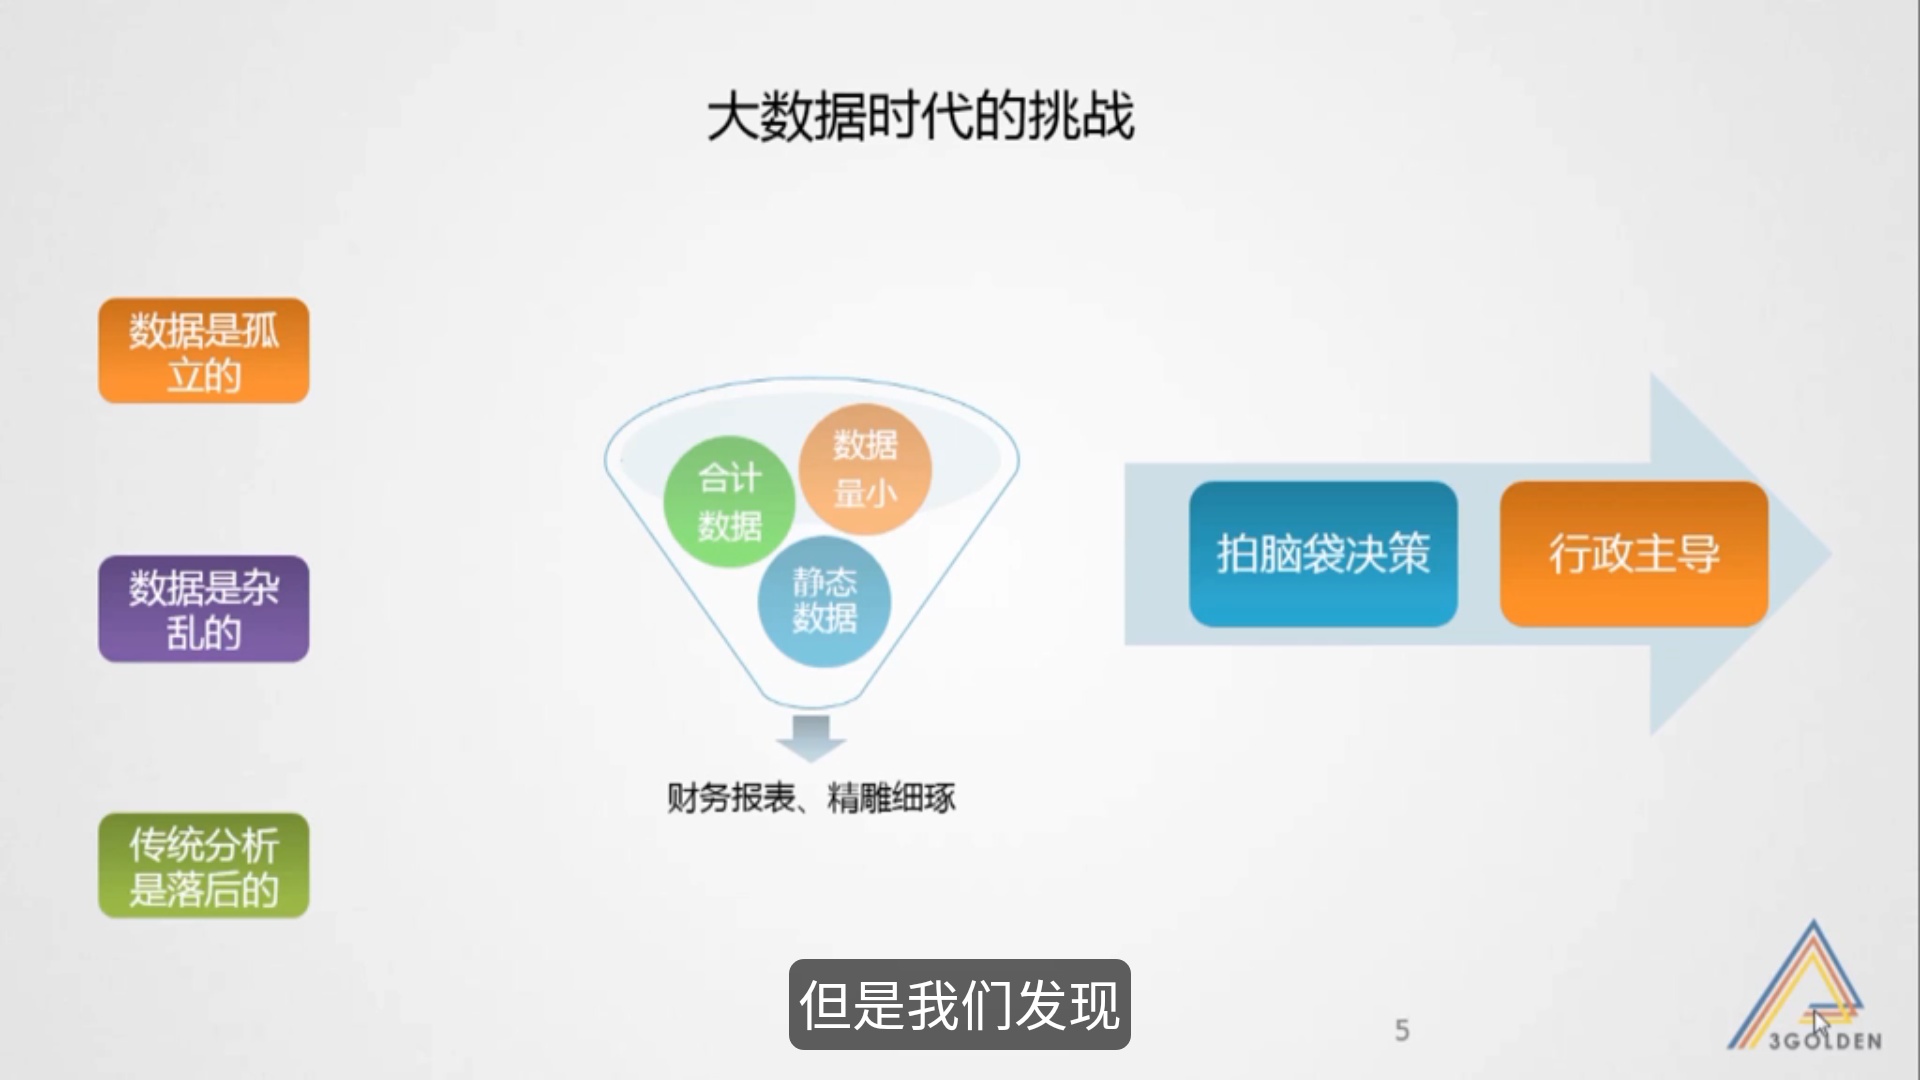 大数据时代的挑战
数据是孤
立的
数据是杂
乱的
传统分析
是落后的
合计
数据
数据
量小
静态
数据
财务报表、精雕细琢
拍脑袋决策
行政主导
但是我们发现
5
3GOLDEN